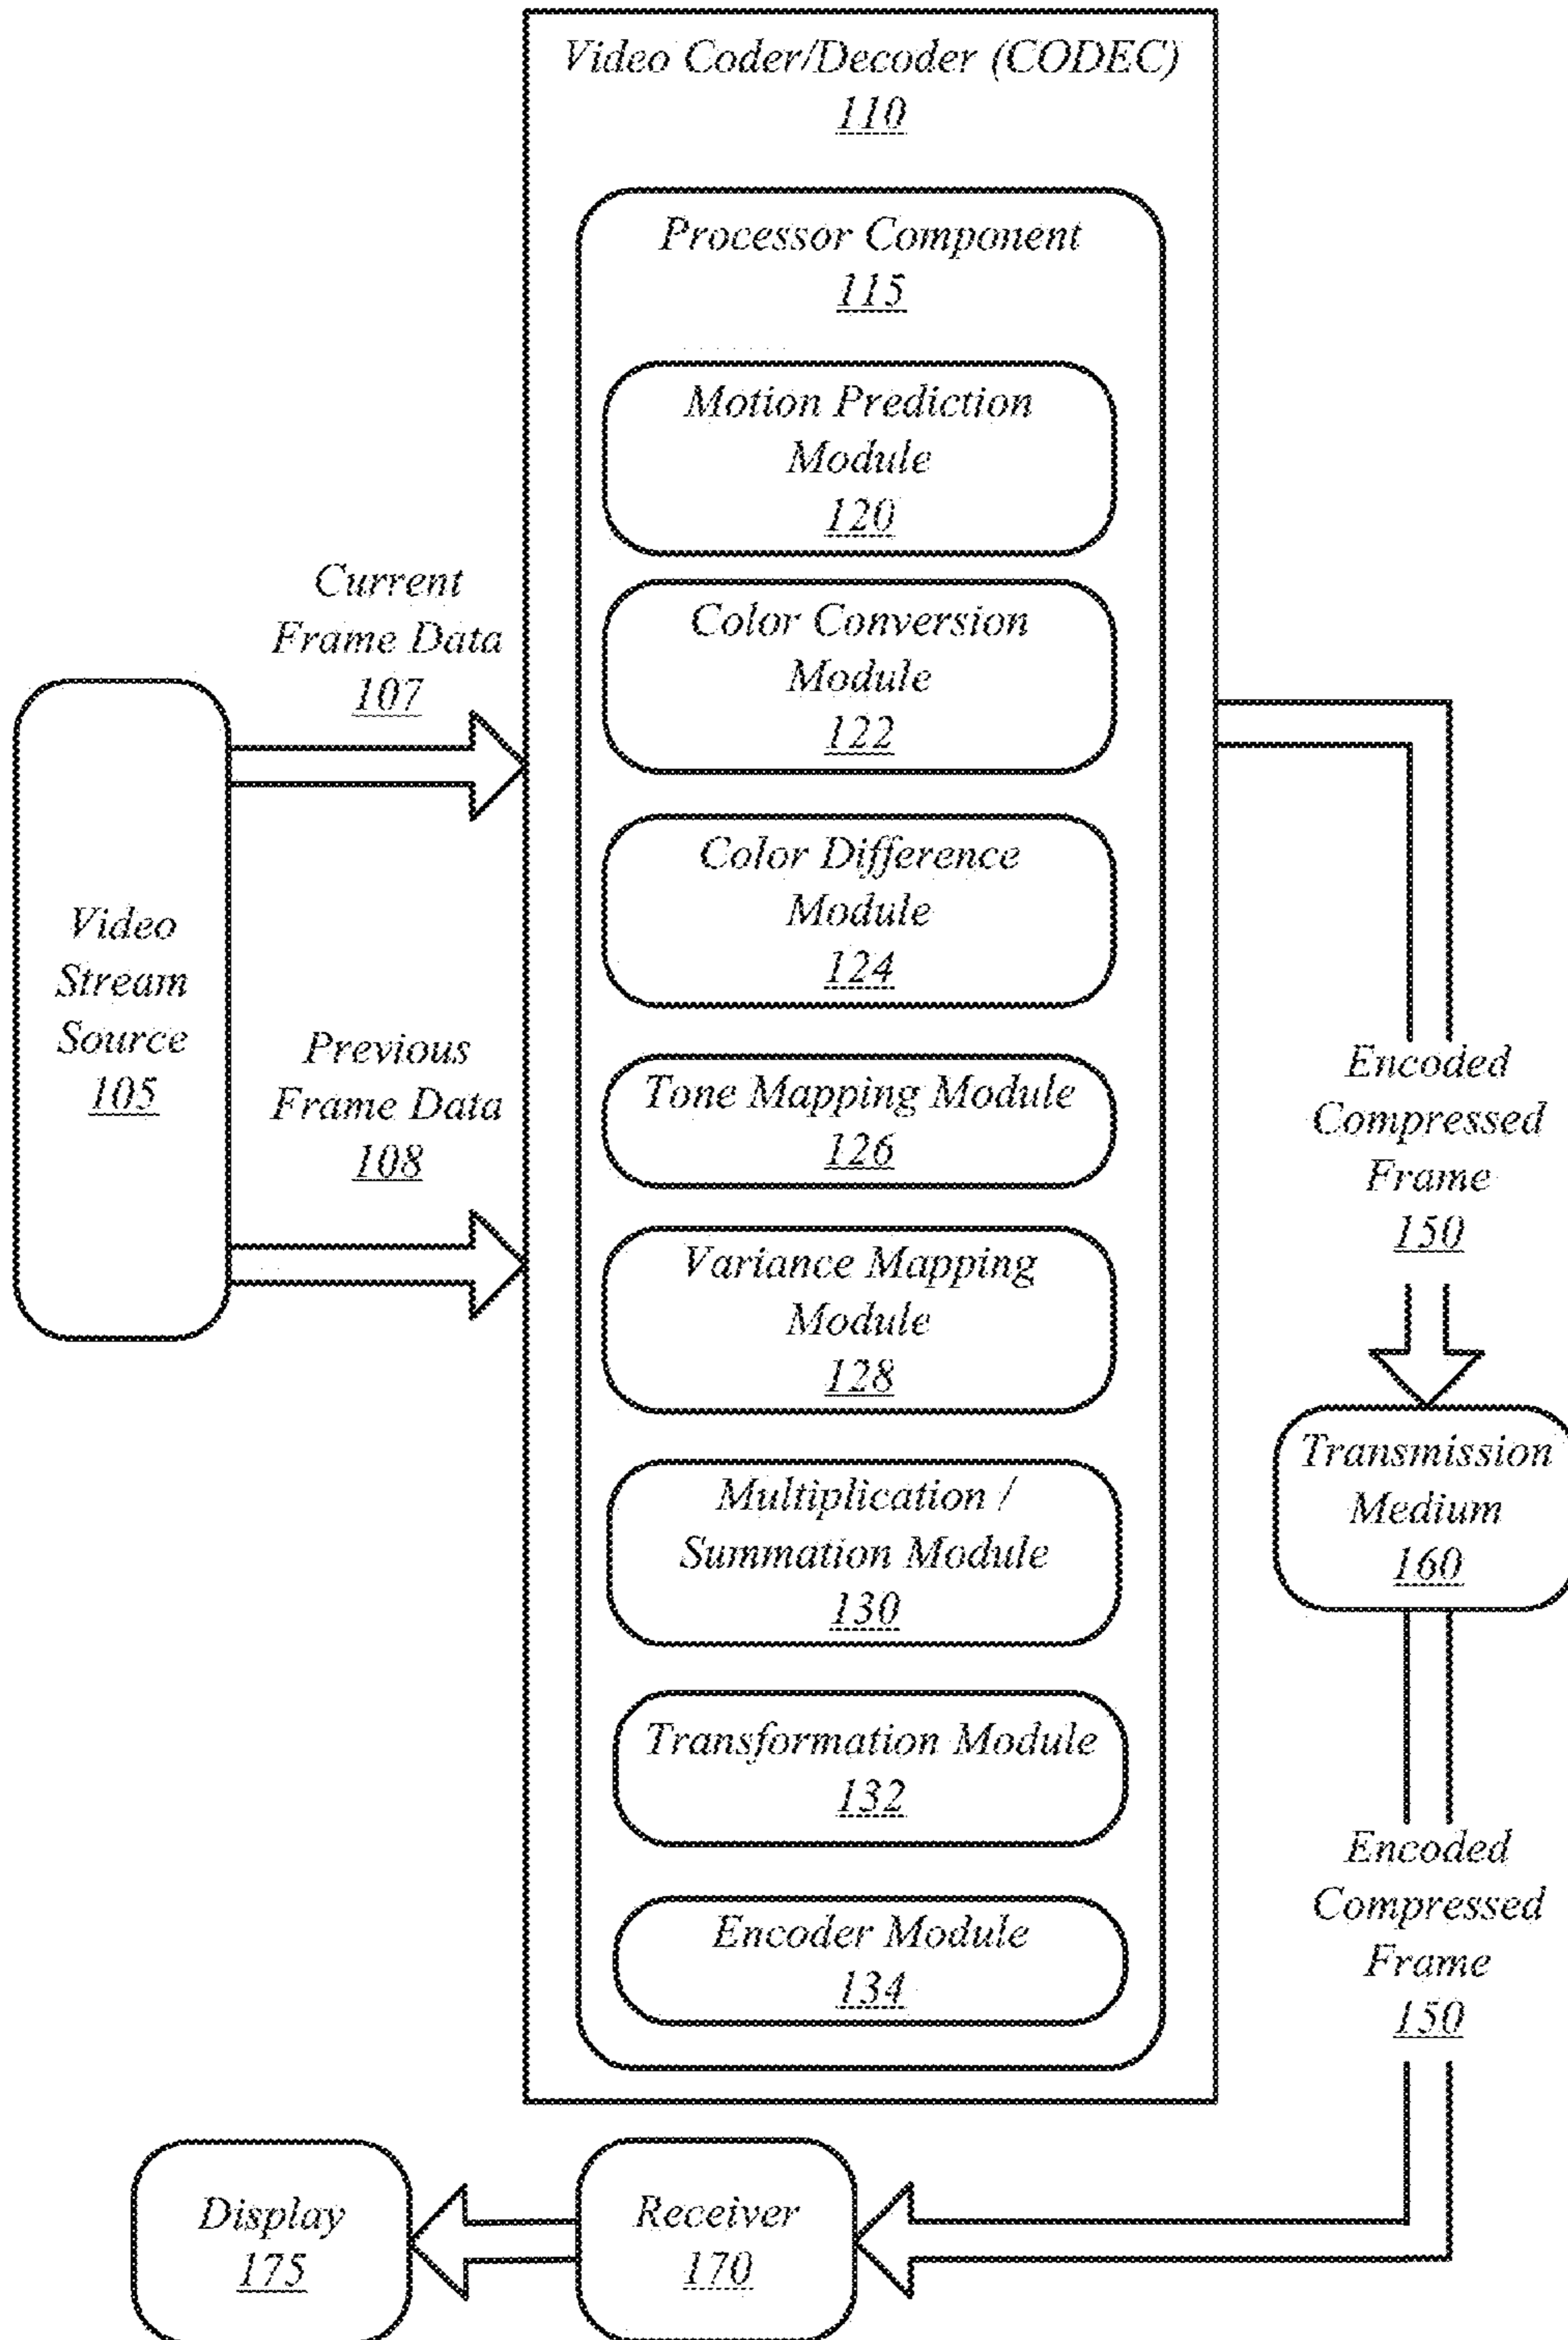 Video Coder/Decoder (CODEC)
110
Processor Component
115
Motion Prediction
Module
120
Color Conversion
Module
122
Color Difference
Module
124
Tone Mapping Module
126
Variance Mapping
Module
128
Multiplication /
Summation Module
130
Transformation Module
132
Encoder Module
134
Current
Frame Data
107
Video
Stream
Source
105
Previous
Frame Data
108
Encoded
Compressed
Frame
150
Transmission
Medium
160
Encoded
Compressed
Frame
150
Receiver
170
Display
175